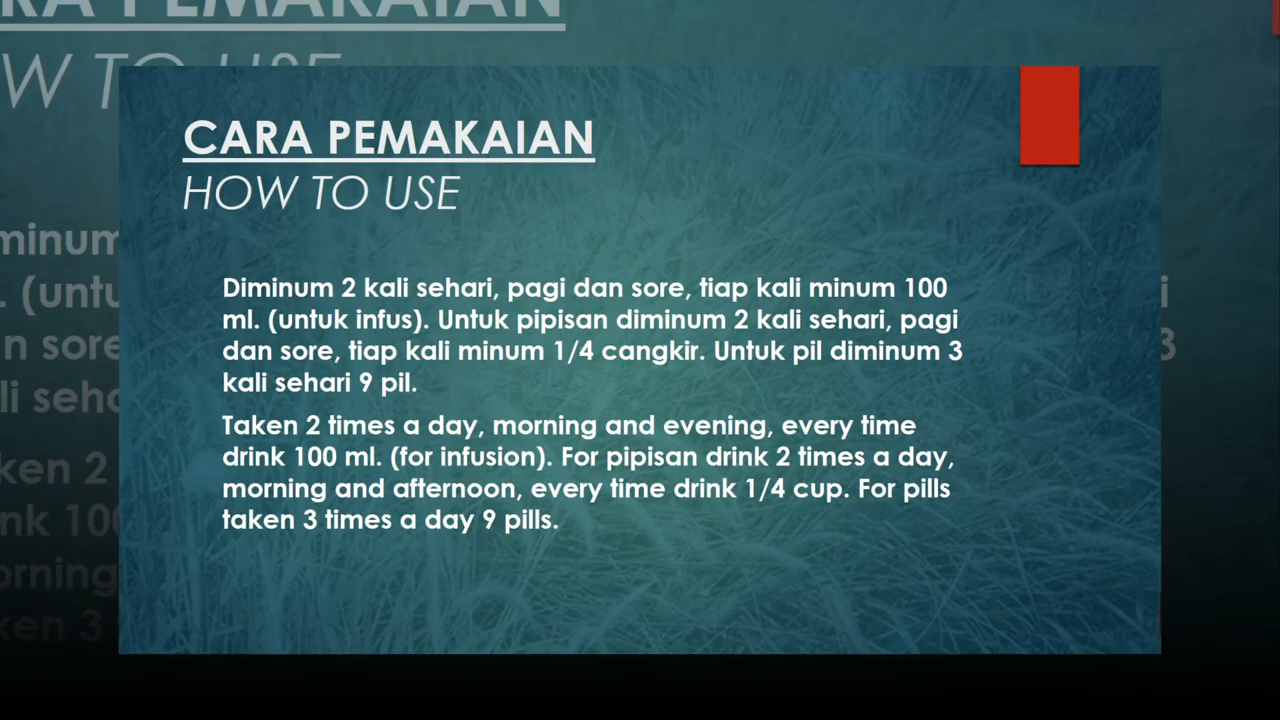 CARA PEMAKAIAN
HOW TO USE
Diminum 2 kali sehari, pagi dan sore, tiap kali minum 100
ml. (untuk infus). Untuk pipisan diminum 2 kali sehari, pagi
dan sore, tiap kali minum 1/4 cangkir. Untuk pil diminum 3
kali sehari 9 pil.
Taken 2 times a day, morning and evening, every time
drink 100 ml. (for infusion). For pipisan drink 2 times a day,
morning and afternoon, every time drink 1/4 cup. For pills
taken 3 times a day 9 pills.